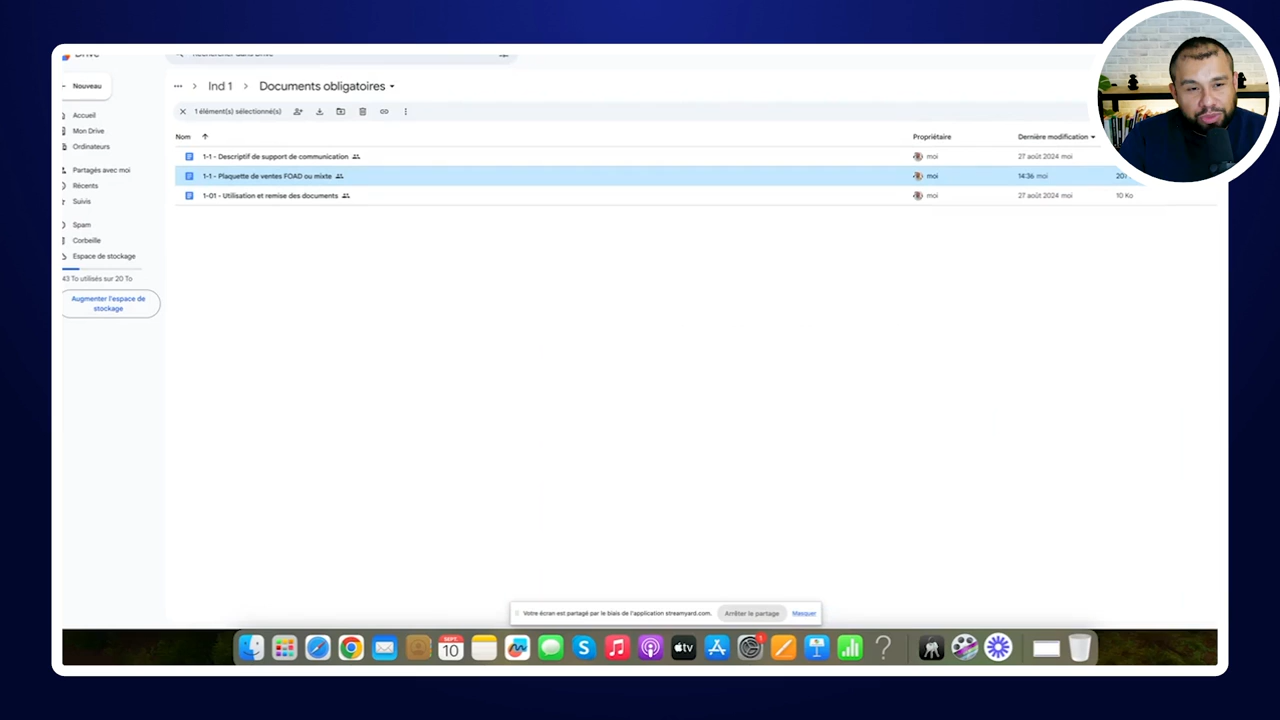 Drive
Nouveau
Accueil
Mon Drive
Ordinateurs
Partagés avec moi
Récents
Suivis
Spam
Corbeille
Espace de stockage
43 To utilisés sur 20 To
Augmenter l'espace de
stockage
Ind 1 > Documents obligatoires
1 élément(s) sélectionné(s)
Nom Propriétaire Dernière modification
1-1 - Descriptif de support de communication moi 27 août 2024 moi
1-1 - Plaquette de ventes FOAD ou mixte moi 14:36 moi
1-01 - Utilisation et remise des documents moi 27 août 2024 moi 10 Ko
Votre écran est partagé par le biais de l'application streamyard.com. Arrêter le partage Masquer
SEPT.
10
tv
1